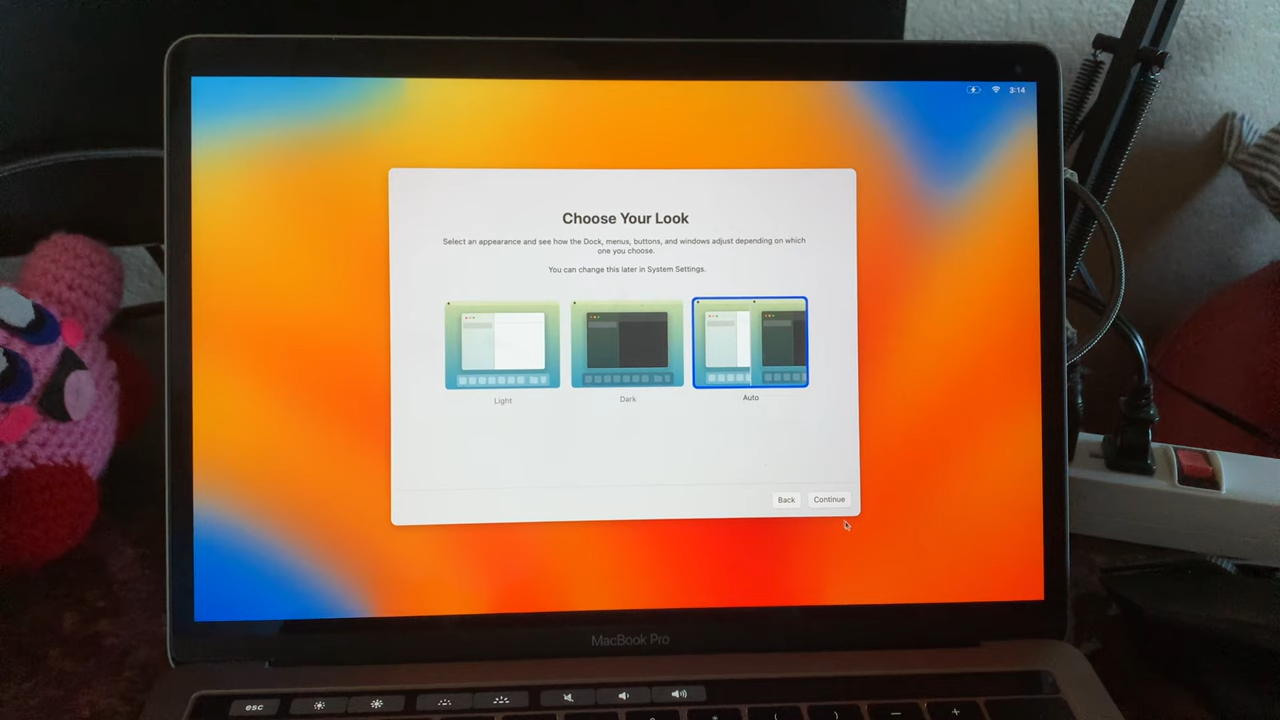 3:14
Choose Your Look
Select an appearance and see how the Dock, menus, buttons, and windows adjust depending on which
one you choose.
You can change this later in System Settings.
Light
Dark
Auto
Back
Continue
MacBook Pro
esc